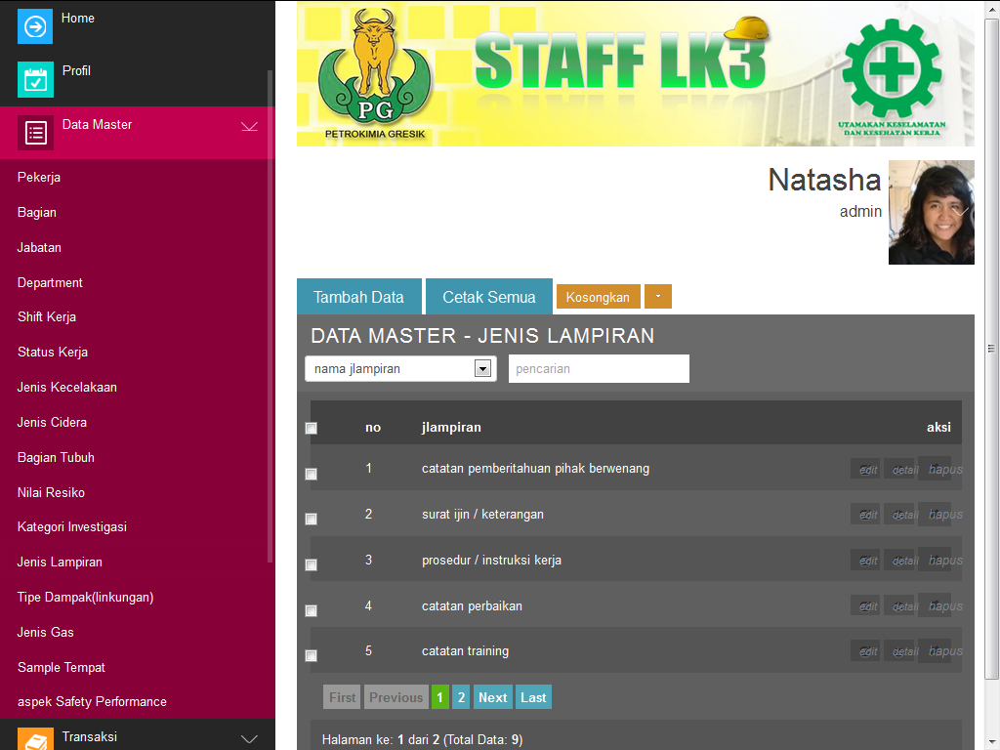 Home
Profil
Data Master
Pekerja
Bagian
Jabatan
Department
Shift Kerja
Status Kerja
Jenis Kecelakaan
Jenis Cidera
Bagian Tubuh
Nilai Resiko
Kategori Investigasi
Jenis Lampiran
Tipe Dampak(linkungan)
Jenis Gas
Sample Tempat
aspek Safety Performance
Transaksi
PG
PETROKIMIA GRESIK
STAFF LK3
UTAMAKAN KESELAMATAN
DAN KESEHATAN KERJA
Natasha
admin
Tambah Data Cetak Semua Kosongkan
DATA MASTER - JENIS LAMPIRAN
nama jlampiran pencarian
no jlampiran aksi
1 catatan pemberitahuan pihak berwenang edit detail hapus
2 surat ijin / keterangan edit detail hapus
3 prosedur / instruksi kerja edit detail hapus
4 catatan perbaikan edit detail hapus
5 catatan training edit detail hapus
First Previous 1 2 Next Last
Halaman ke: 1 dari 2 (Total Data: 9)